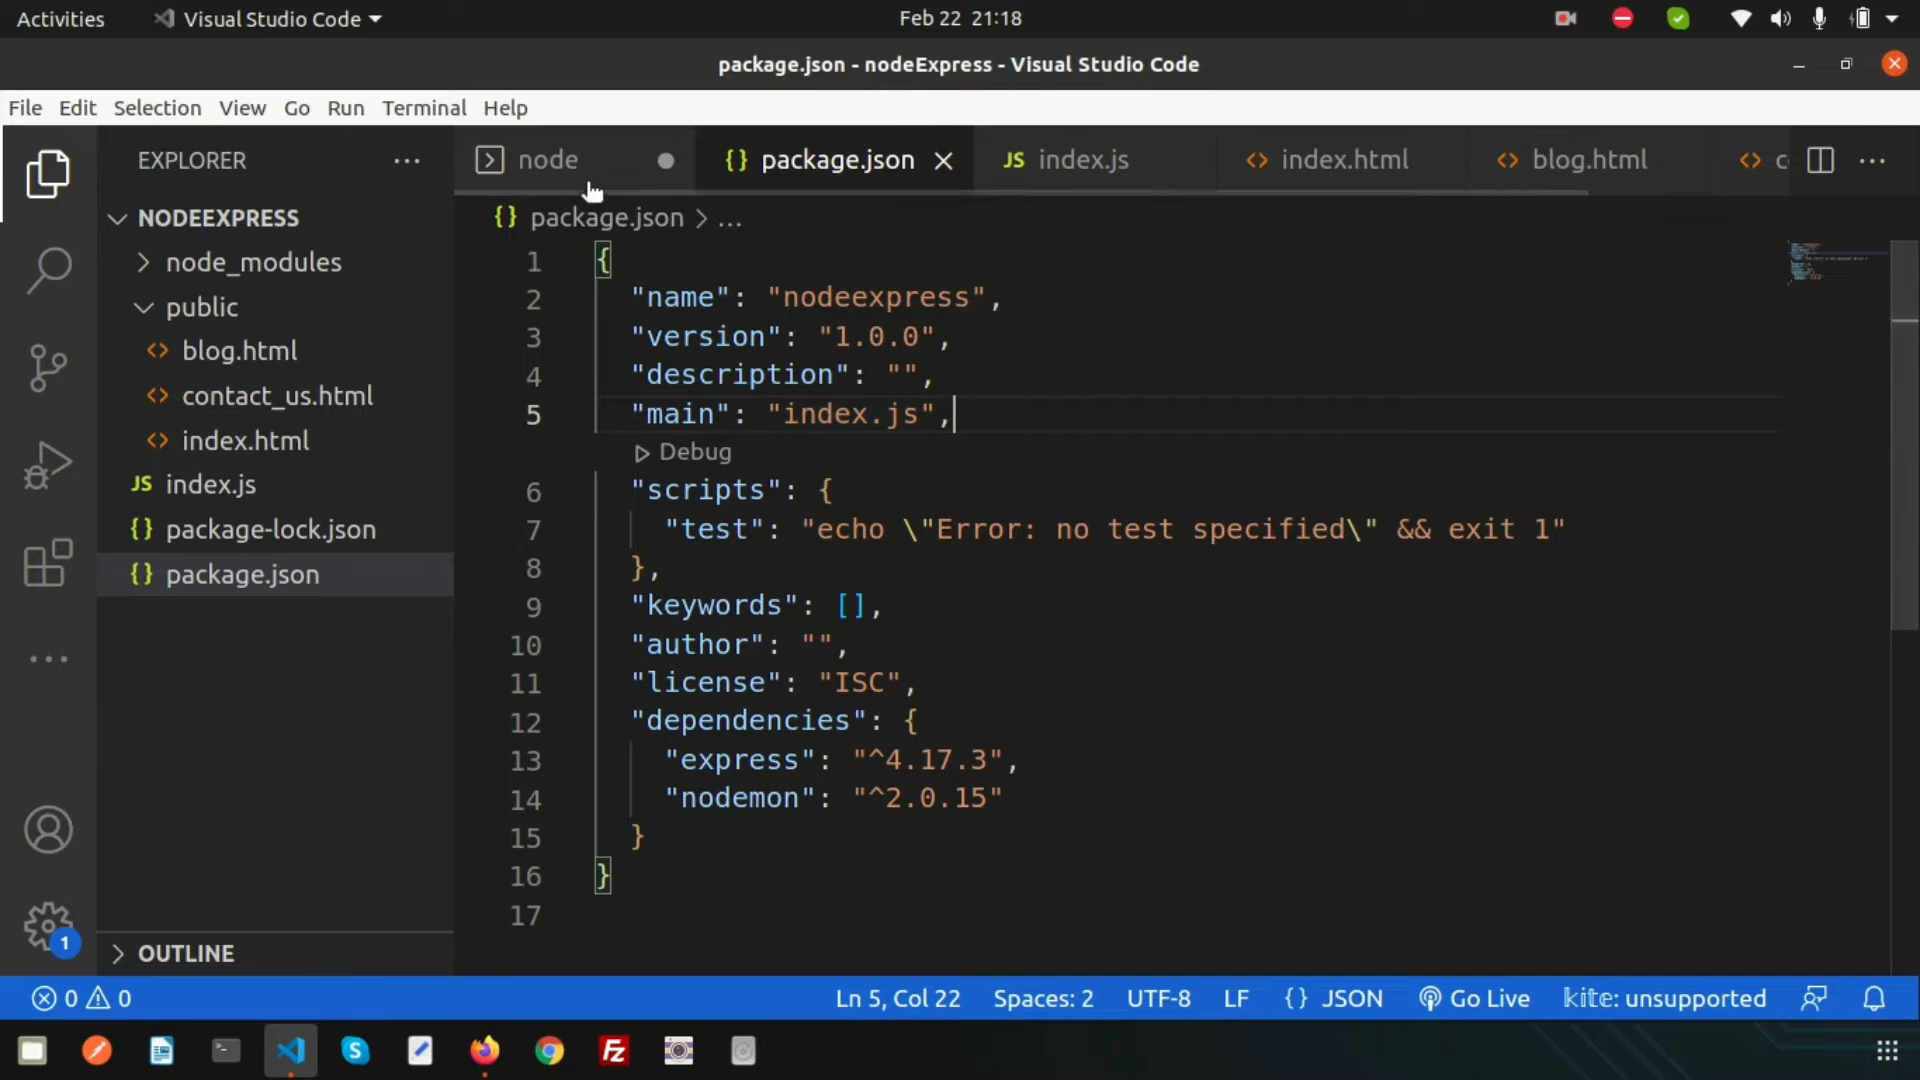 Activities
Visual Studio Code
Feb 22 21:18
package.json - nodeExpress - Visual Studio Code
File Edit Selection View Go Run Terminal Help
EXPLORER
NODEEXPRESS
node_modules
public
<> blog.html
<> contact_us.html
<> index.html
JS index.js
{} package-lock.json
{} package.json
OUTLINE
node
{} package.json
JS index.js
<> index.html
<> blog.html
<> c
{} package.json > ...
1 {
2 "name": "nodeexpress",
3 "version": "1.0.0",
4 "description": "",
5 "main": "index.js",
Debug
6 "scripts": {
7 "test": "echo \"Error: no test specified\" && exit 1"
8 },
9 "keywords": [],
10 "author": "",
11 "license": "ISC",
12 "dependencies": {
13 "express": "^4.17.3",
14 "nodemon": "^2.0.15"
15 }
16 }
17
1
0 0
Ln 5, Col 22
Spaces: 2
UTF-8
LF
{} JSON
Go Live
kite: unsupported